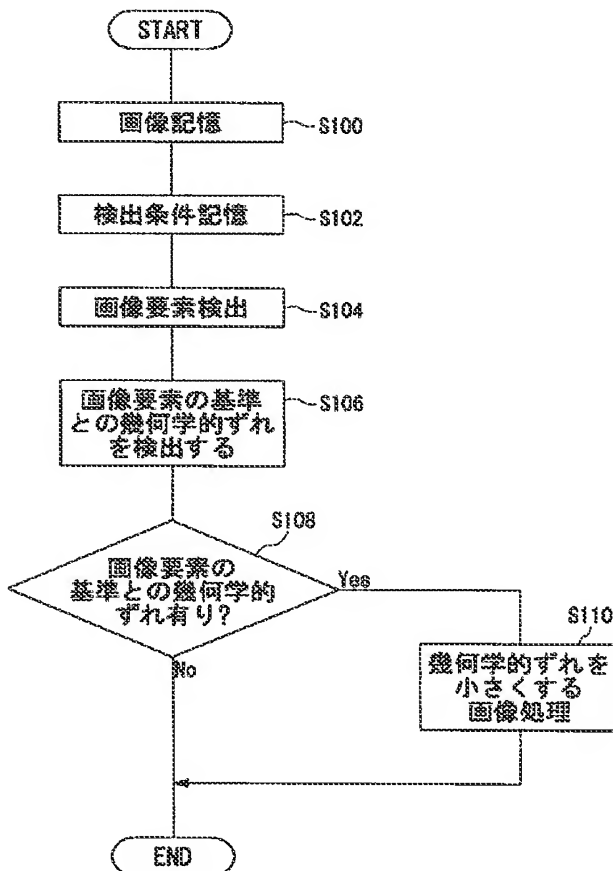 START
画像記憶
S100
検出条件記憶
S102
画像要素検出
S104
画像要素の基準
との幾何学的ずれ
を検出する
S106
S108
画像要素の
基準との幾何学的
ずれ有り?
Yes
No
S110
幾何学的ずれを
小さくする
画像処理
END